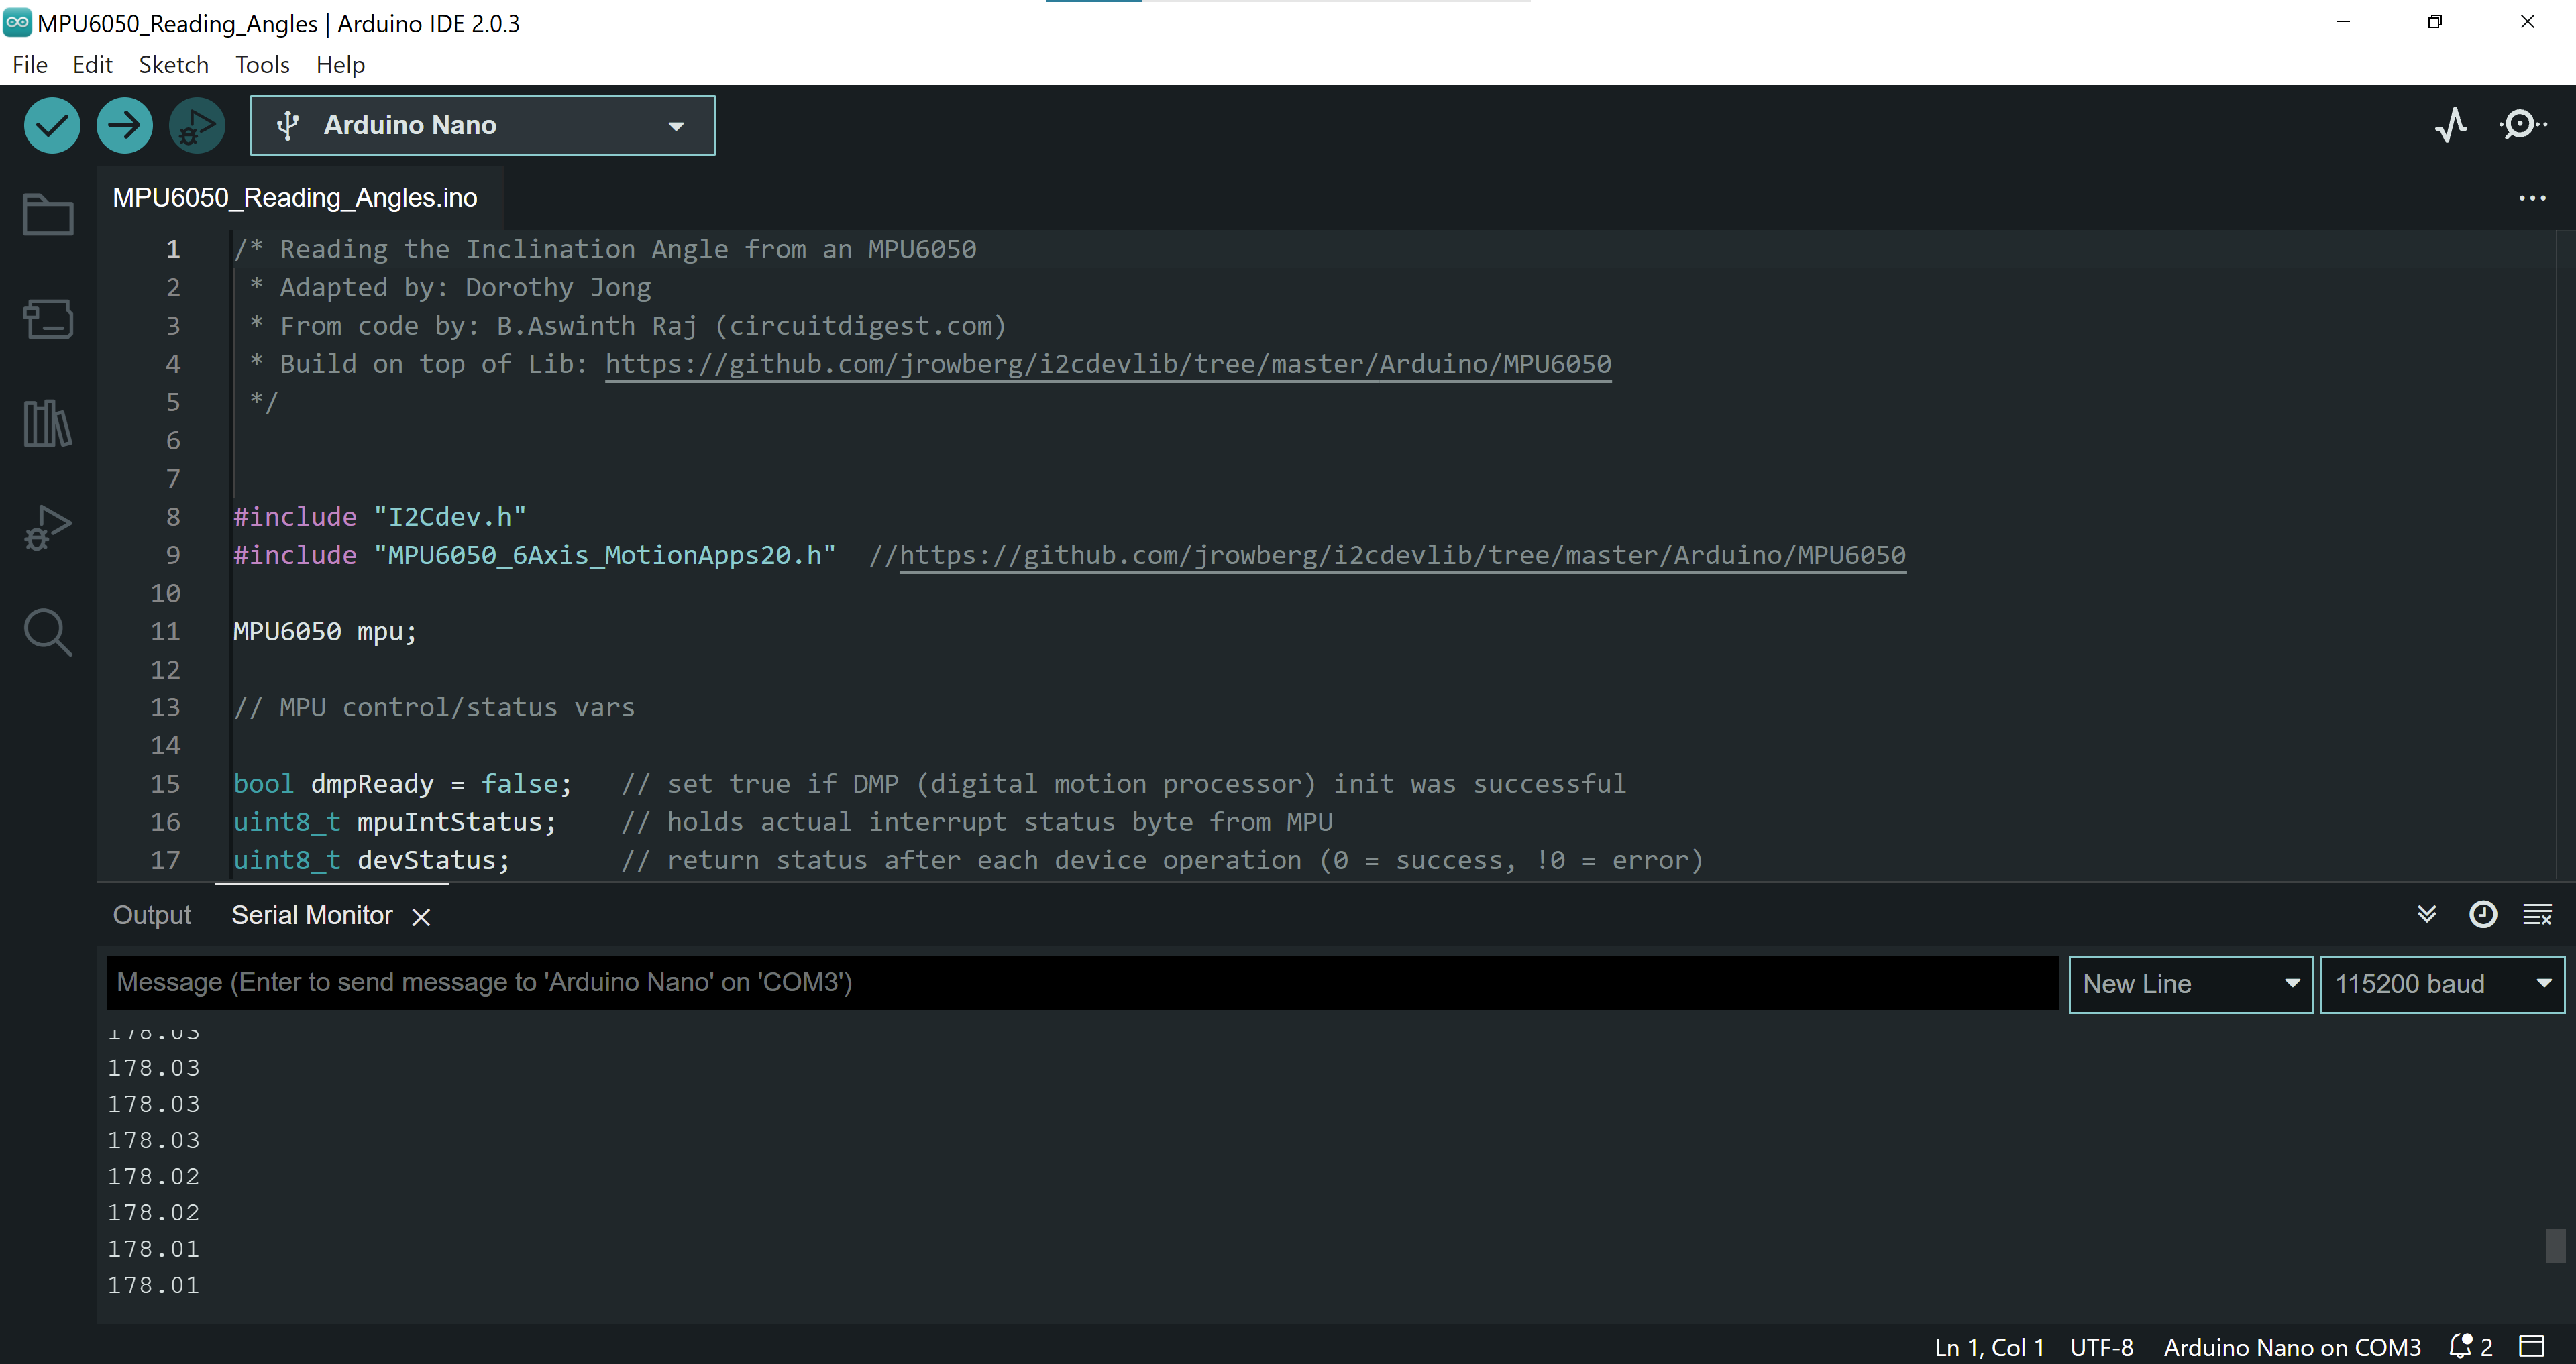 MPU6050_Reading_Angles | Arduino IDE 2.0.3
File Edit Sketch Tools Help
Arduino Nano
MPU6050_Reading_Angles.ino
1 /* Reading the Inclination Angle from an MPU6050
2 * Adapted by: Dorothy Jong
3 * From code by: B.Aswinth Raj (circuitdigest.com)
4 * Build on top of Lib: https://github.com/jrowberg/i2cdevlib/tree/master/Arduino/MPU6050
5 */
6
7
8 #include "I2Cdev.h"
9 #include "MPU6050_6Axis_MotionApps20.h" //https://github.com/jrowberg/i2cdevlib/tree/master/Arduino/MPU6050
10
11 MPU6050 mpu;
12
13 // MPU control/status vars
14
15 bool dmpReady = false; // set true if DMP (digital motion processor) init was successful
16 uint8_t mpuIntStatus; // holds actual interrupt status byte from MPU
17 uint8_t devStatus; // return status after each device operation (0 = success, !0 = error)
Output Serial Monitor
Message (Enter to send message to 'Arduino Nano' on 'COM3') New Line 115200 baud
178.03
178.03
178.03
178.03
178.02
178.02
178.01
178.01
Ln 1, Col 1 UTF-8 Arduino Nano on COM3 2